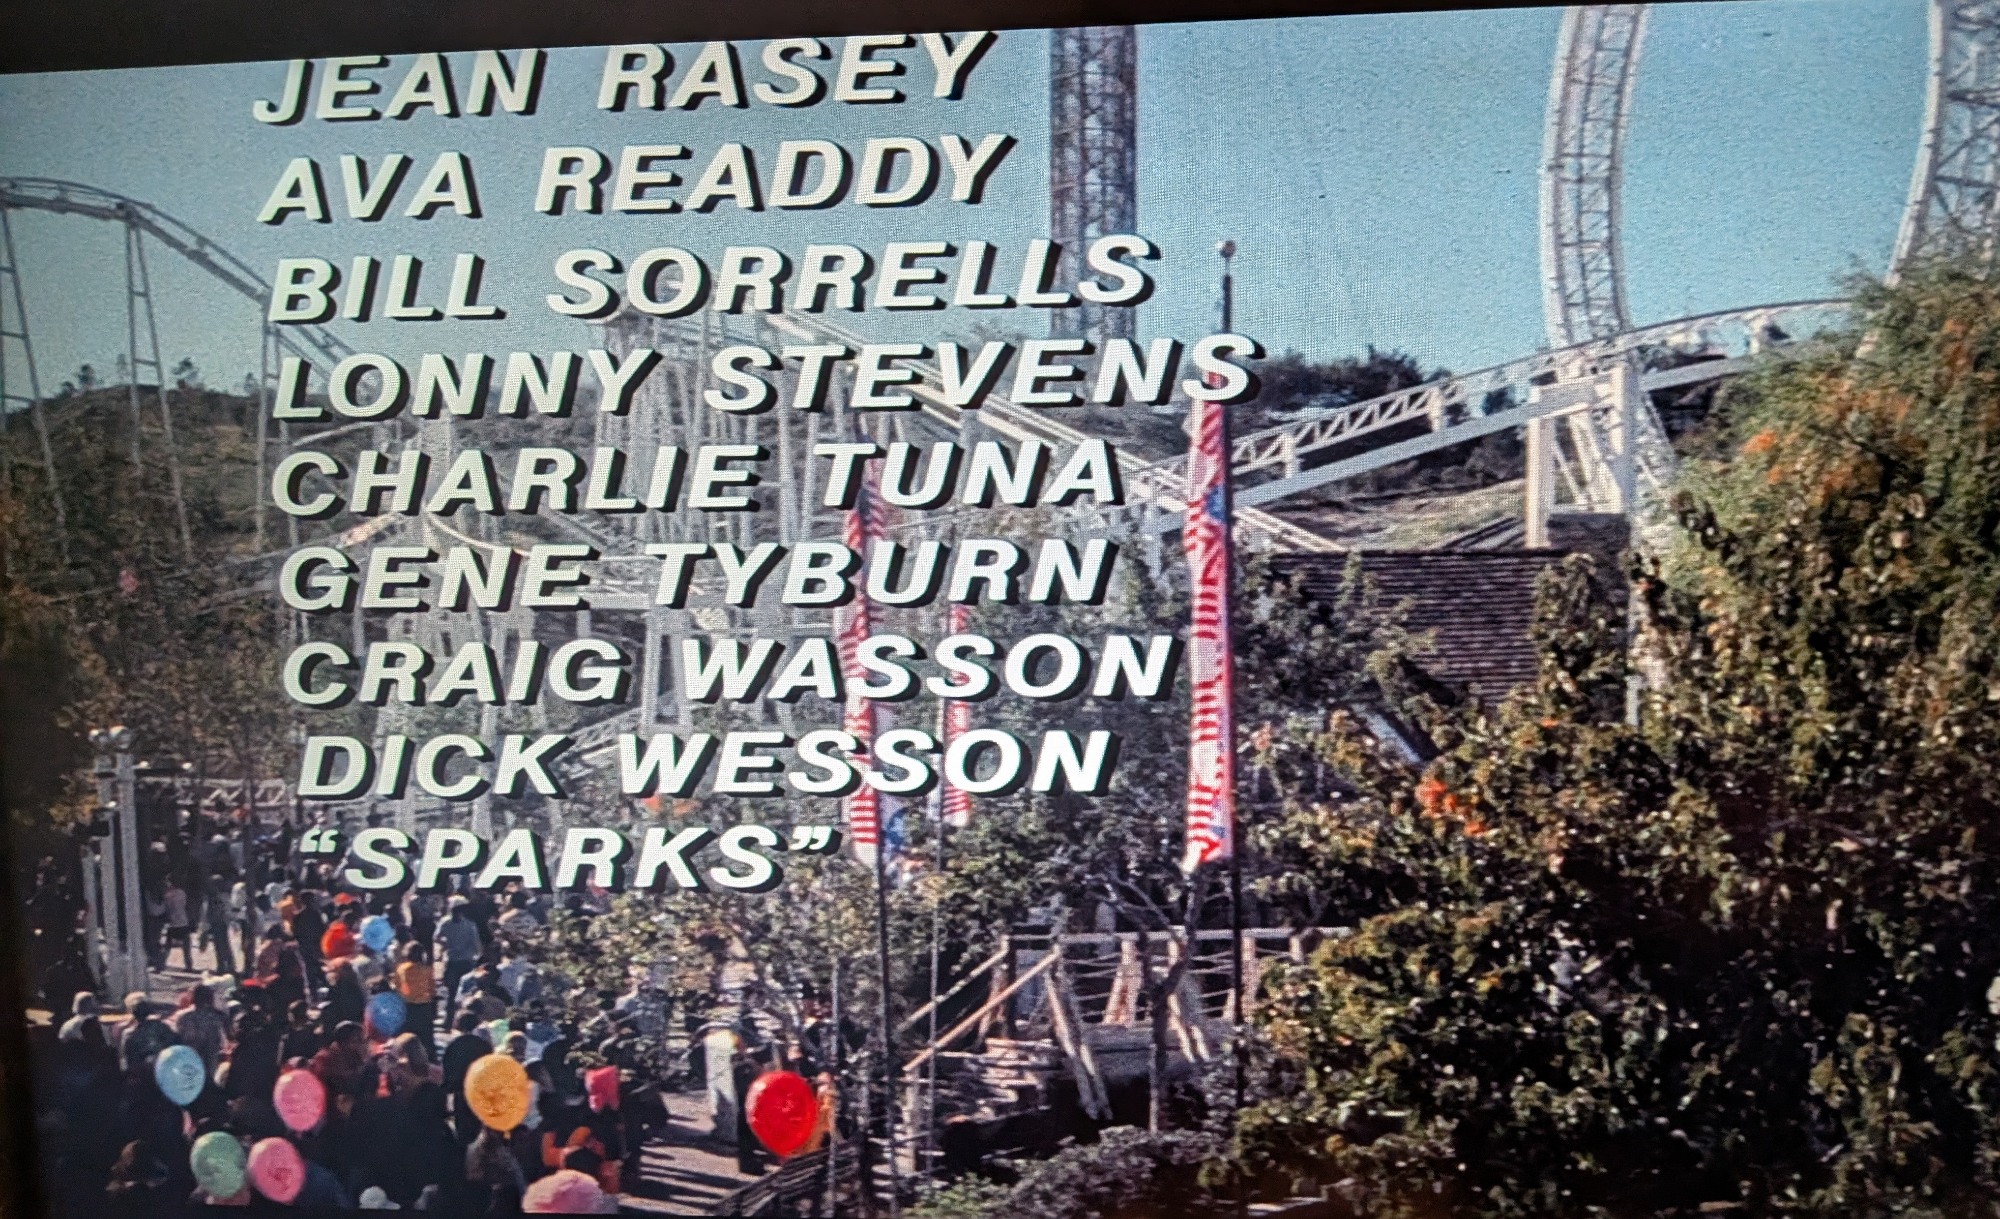 JEAN RASEY
AVA READDY
BILL SORRELLS
LONNY STEVENS
CHARLIE TUNA
GENE TYBURN
CRAIG WASSON
DICK WESSON
“SPARKS”